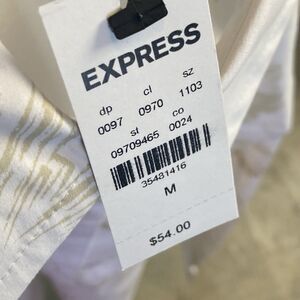 EXPRESS
dp cl sz
0097 0970 1103
st co
09709465 0024
35481416
M
$54.00